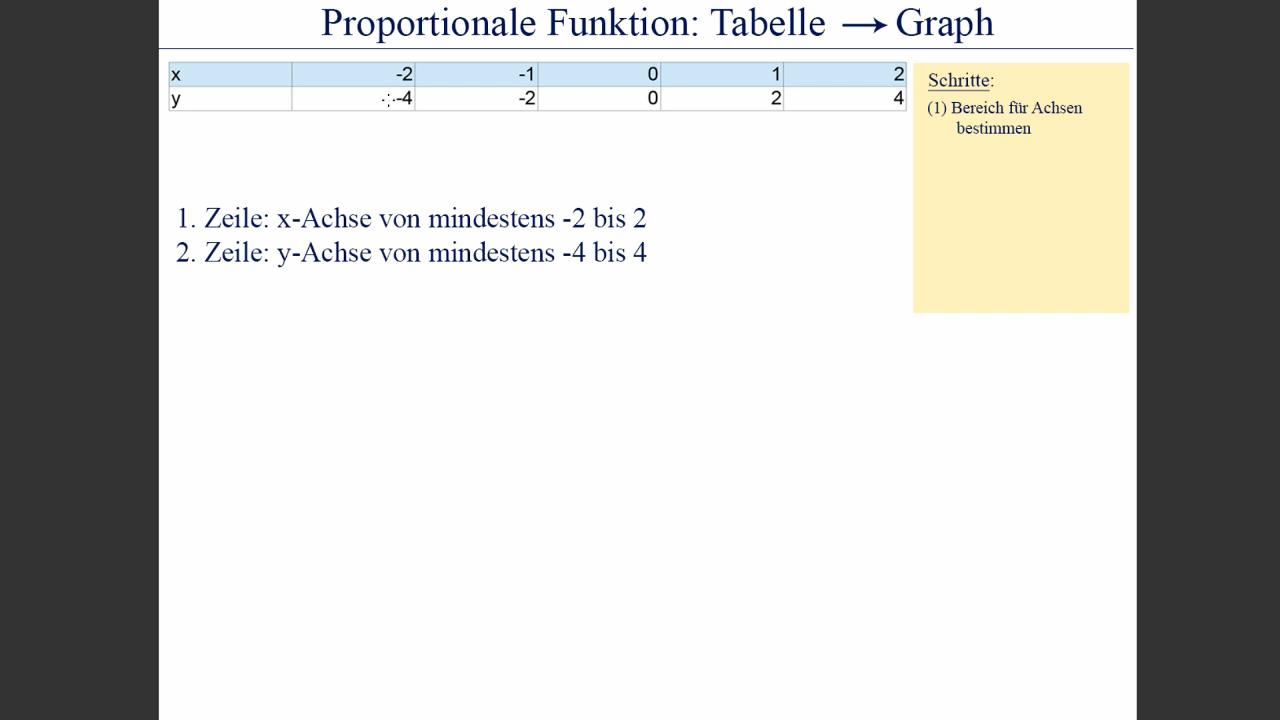 Proportionale Funktion: Tabelle → Graph
x -2 -1 0 1 2
y -4 -2 0 2 4
Schritte:
(1) Bereich für Achsen
bestimmen
1. Zeile: x-Achse von mindestens -2 bis 2
2. Zeile: y-Achse von mindestens -4 bis 4